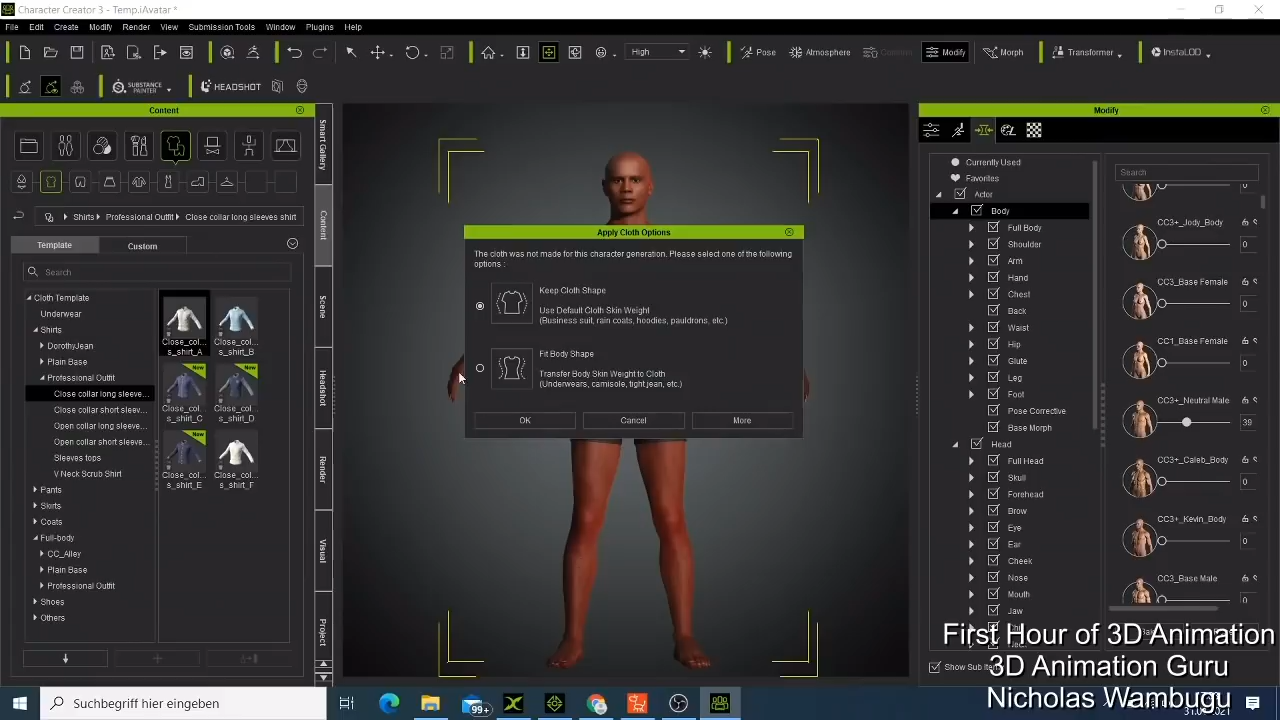 Character Creator 3 - Temp.iAvatar *
File Edit Create Modify Render View Submission Tools Window Plugins Help
High Pose Atmosphere Modify Morph Transformer InstaLOD
SUBSTANCE PAINTER HEADSHOT
Content
Shirts Professional Outfit Close collar long sleeves shirt
Template Custom
Search
Cloth Template
Underwear
Shirts
DorothyJean
Plain Base
Professional Outfit
Close collar long sleeve...
Close collar short sleev...
Open collar long sleev...
Open collar short sleev...
Sleeves tops
V Neck Scrub Shirt
Pants
Skirts
Coats
Full-body
CC_Alley
Plain Base
Professional Outfit
Shoes
Others
Close_col...
s_shirt_A
Close_col...
s_shirt_B
New
Close_col...
s_shirt_C
New
Close_col...
s_shirt_D
New
Close_col...
s_shirt_E
Close_col...
s_shirt_F
Smart Gallery
Content
Scene
Headshot
Render
Visual
Project
Apply Cloth Options
The cloth was not made for this character generation. Please select one of the following
options :
Keep Cloth Shape
Use Default Cloth Skin Weight
(Business suit, rain coats, hoodies, pauldrons, etc.)
Fit Body Shape
Transfer Body Skin Weight to Cloth
(Underwears, camisole, tight jean, etc.)
OK Cancel More
Modify
Currently Used
Favorites
Actor
Body
Full Body
Shoulder
Arm
Hand
Chest
Back
Waist
Hip
Glute
Leg
Foot
Pose Corrective
Base Morph
Head
Full Head
Skull
Forehead
Brow
Eye
Ear
Cheek
Nose
Mouth
Jaw
Show Sub
Search
0
CC3+_Jody_Body
0
CC3_Base Female
0
CC1_Base Female
0
CC3+_Neutral Male
39
CC3+_Caleb_Body
0
CC3+_Kevin_Body
0
CC3_Base Male
0
First Hour of 3D Animation
3D Animation Guru
Nicholas Wambugu
Suchbegriff hier eingeben
99+